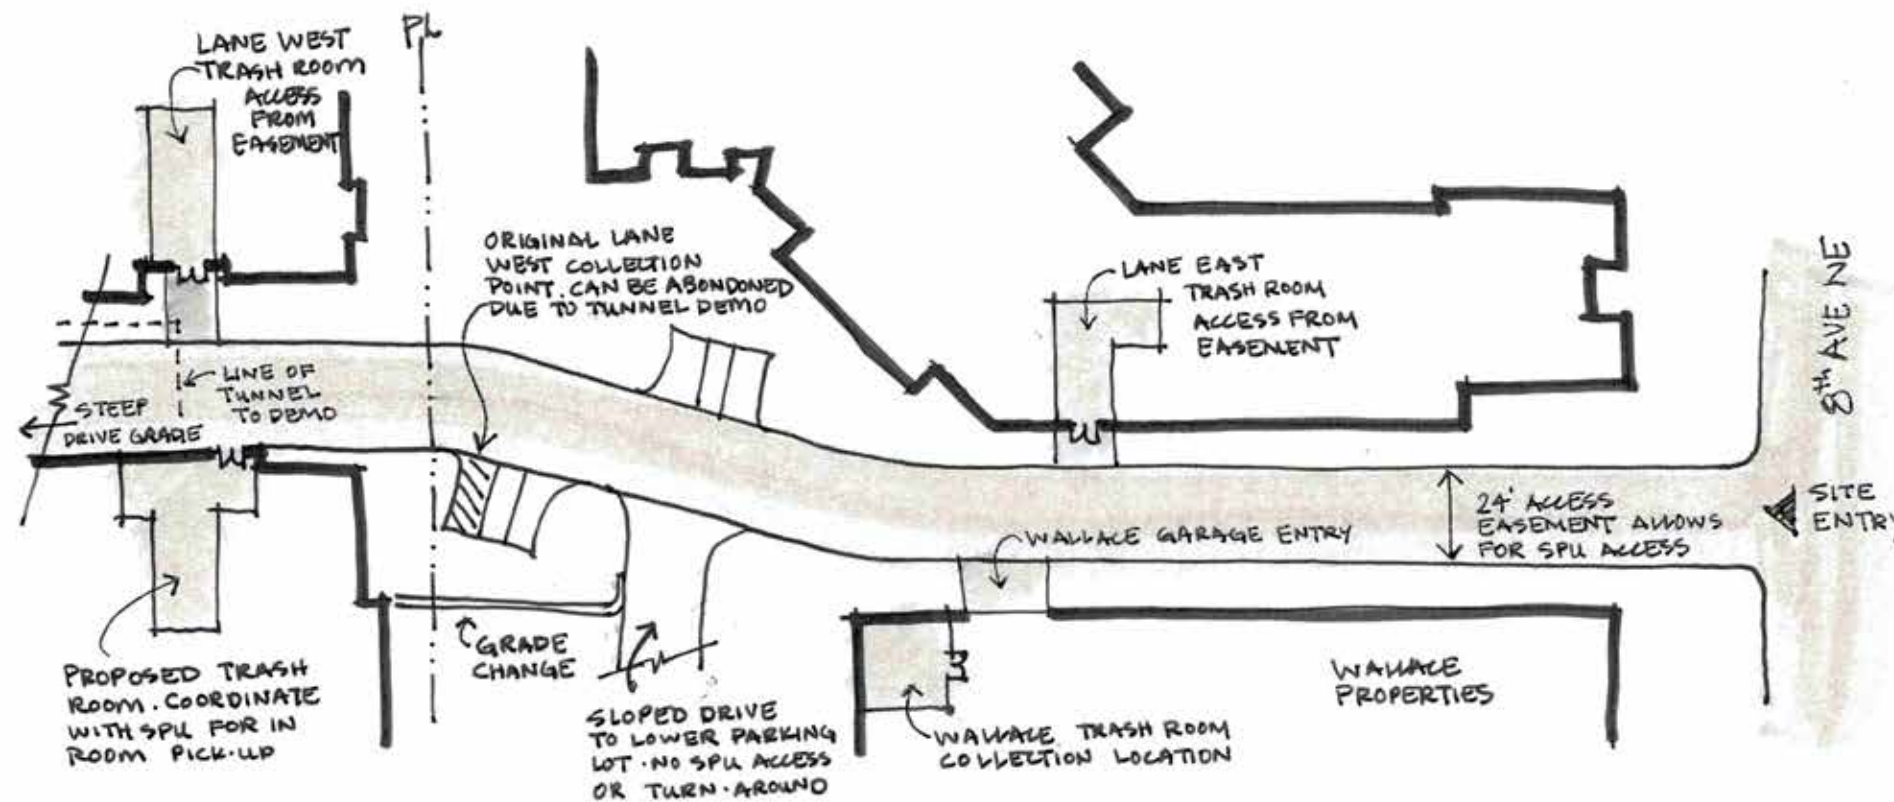 LANE WEST
TRASH ROOM
ACCESS
FROM
EASEMENT
PL
ORIGINAL LANE
WEST COLLECTION
POINT. CAN BE ABONDONED
DUE TO TUNNEL DEMO
LANE EAST
TRASH ROOM
ACCESS FROM
EASEMENT
8th AVE NE
LINE OF
TUNNEL
TO DEMO
STEEP
DRIVE GRADE
24' ACCESS
EASEMENT ALLOWS
FOR SPU ACCESS
SITE
ENTRY
WALLACE GARAGE ENTRY
GRADE
CHANGE
PROPOSED TRASH
ROOM. COORDINATE
WITH SPU FOR IN
ROOM PICK-UP
SLOPED DRIVE
TO LOWER PARKING
LOT - NO SPU ACCESS
OR TURN-AROUND
WALLACE TRASH ROOM
COLLECTION LOCATION
WALLACE
PROPERTIES